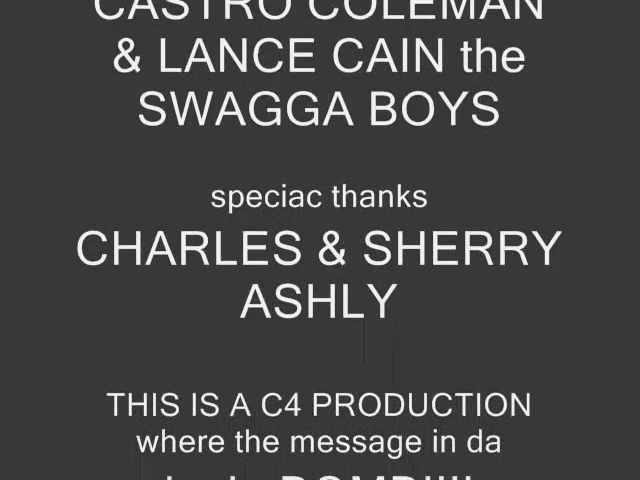 CASTRO COLEMAN
& LANCE CAIN the
SWAGGA BOYS
speciac thanks
CHARLES & SHERRY
ASHLY
THIS IS A C4 PRODUCTION
where the message in da